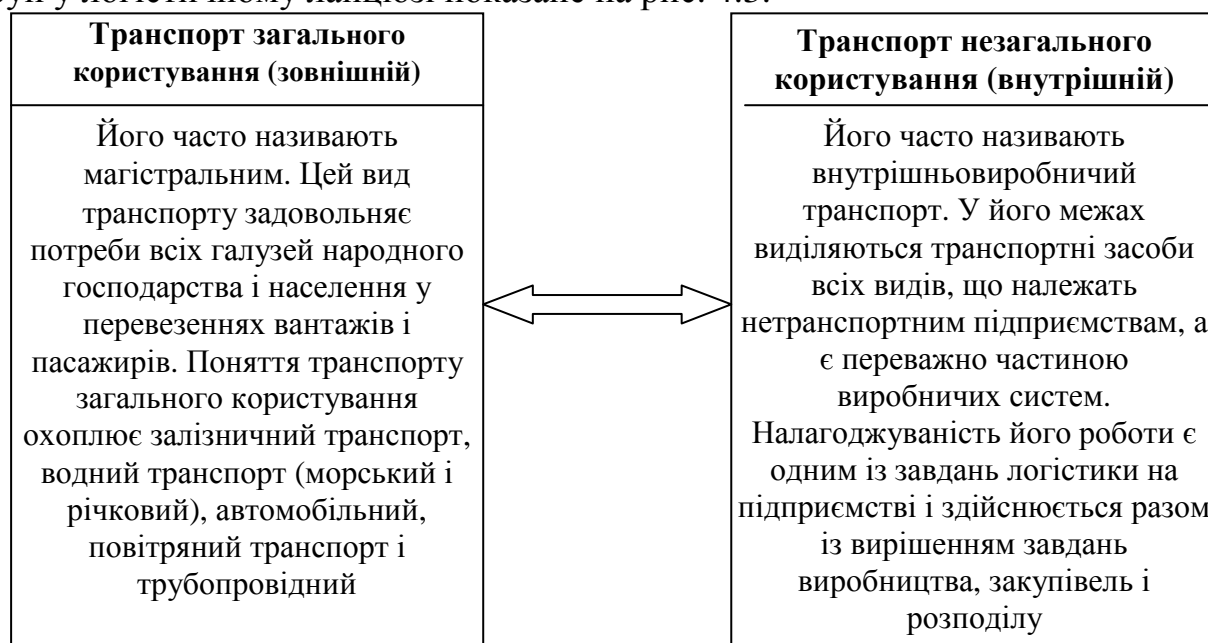 у логістичному ланцюзі показане на рис. 4.3.
Транспорт загального
користування (зовнішній)
Його часто називають
магістральним. Цей вид
транспорту задовольняє
потреби всіх галузей народного
господарства і населення у
перевезеннях вантажів і
пасажирів. Поняття транспорту
загального користування
охоплює залізничний транспорт,
водний транспорт (морський і
річковий), автомобільний,
повітряний транспорт і
трубопровідний
Транспорт незагального
користування (внутрішній)
Його часто називають
внутрішньовиробничий
транспорт. У його межах
виділяються транспортні засоби
всіх видів, що належать
нетранспортним підприємствам, а
є переважно частиною
виробничих систем.
Налагоджуваність його роботи є
одним із завдань логістики на
підприємстві і здійснюється разом
із вирішенням завдань
виробництва, закупівель і
розподілу